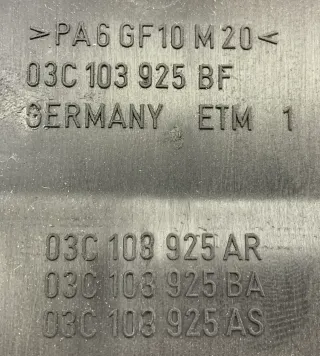 >PA6 GF10 M20<
03C 103 925 BF
GERMANY ETM 1
03C 103 925 AR
03C 103 925 BA
03C 103 925 AS